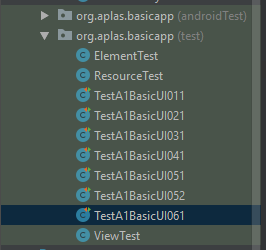 org.aplas.basicapp (androidTest)
org.aplas.basicapp (test)
ElementTest
ResourceTest
TestA1BasicUI011
TestA1BasicUI021
TestA1BasicUI031
TestA1BasicUI041
TestA1BasicUI051
TestA1BasicUI052
TestA1BasicUI061
ViewTest